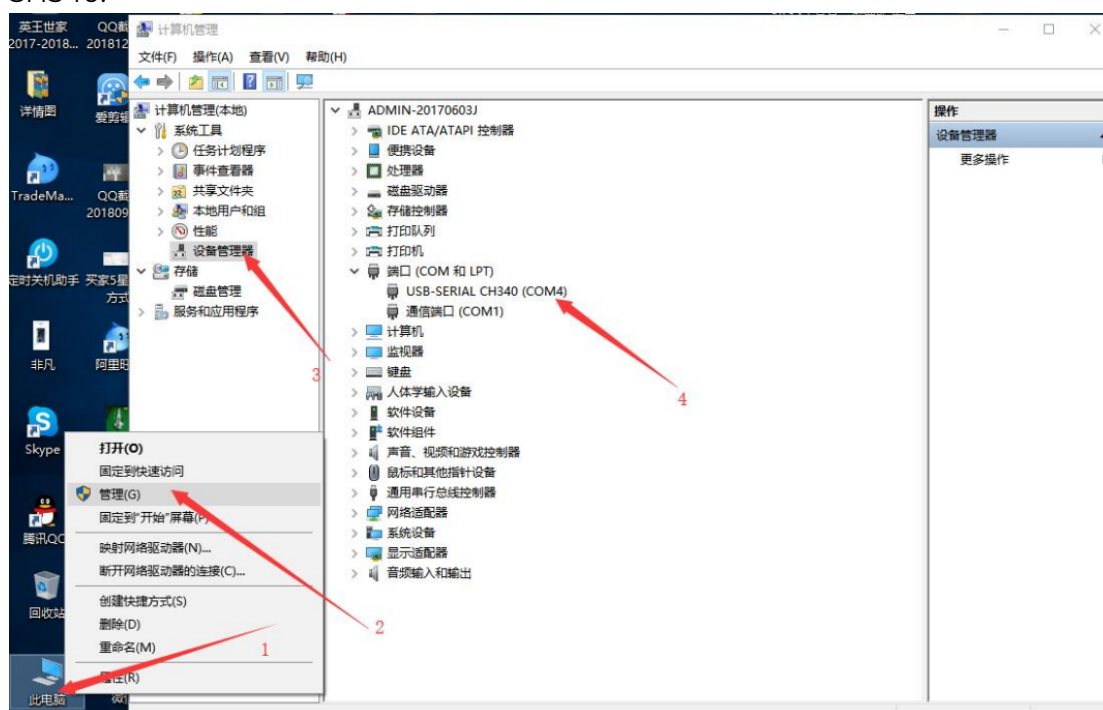 英王世家
2017-2018...
QQ截
201812
详情图
爱剪辑
TradeMa...
QQ截
201809
定时关机助手
买家5星
方式
非凡
阿里旺
Skype
腾讯QQ
回收站
此电脑
计算机管理
文件(F) 操作(A) 查看(V) 帮助(H)
计算机管理(本地)
系统工具
任务计划程序
事件查看器
共享文件夹
本地用户和组
性能
设备管理器
存储
磁盘管理
服务和应用程序
ADMIN-20170603J
IDE ATA/ATAPI 控制器
便携设备
处理器
磁盘驱动器
存储控制器
打印队列
打印机
端口 (COM 和 LPT)
USB-SERIAL CH340 (COM4)
通信端口 (COM1)
计算机
监视器
键盘
人体学输入设备
软件设备
软件组件
声音、视频和游戏控制器
鼠标和其他指针设备
通用串行总线控制器
网络适配器
系统设备
显示适配器
音频输入和输出
操作
设备管理器
更多操作
打开(O)
固定到快速访问
管理(G)
固定到"开始"屏幕(P)
映射网络驱动器(N)...
断开网络驱动器的连接(C)...
创建快捷方式(S)
删除(D)
重命名(M)
属性(R)
1
2
3
4